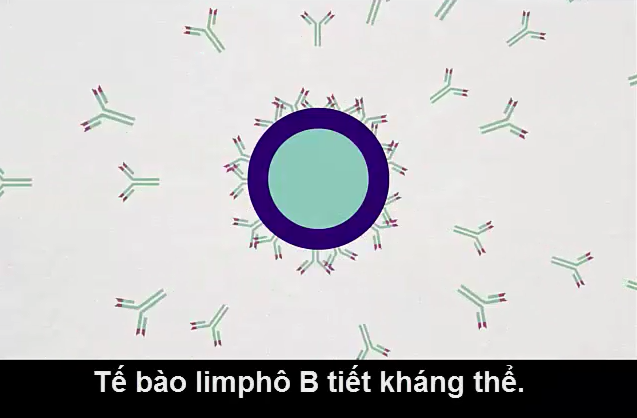 Tế bào limphô B tiết kháng thể.